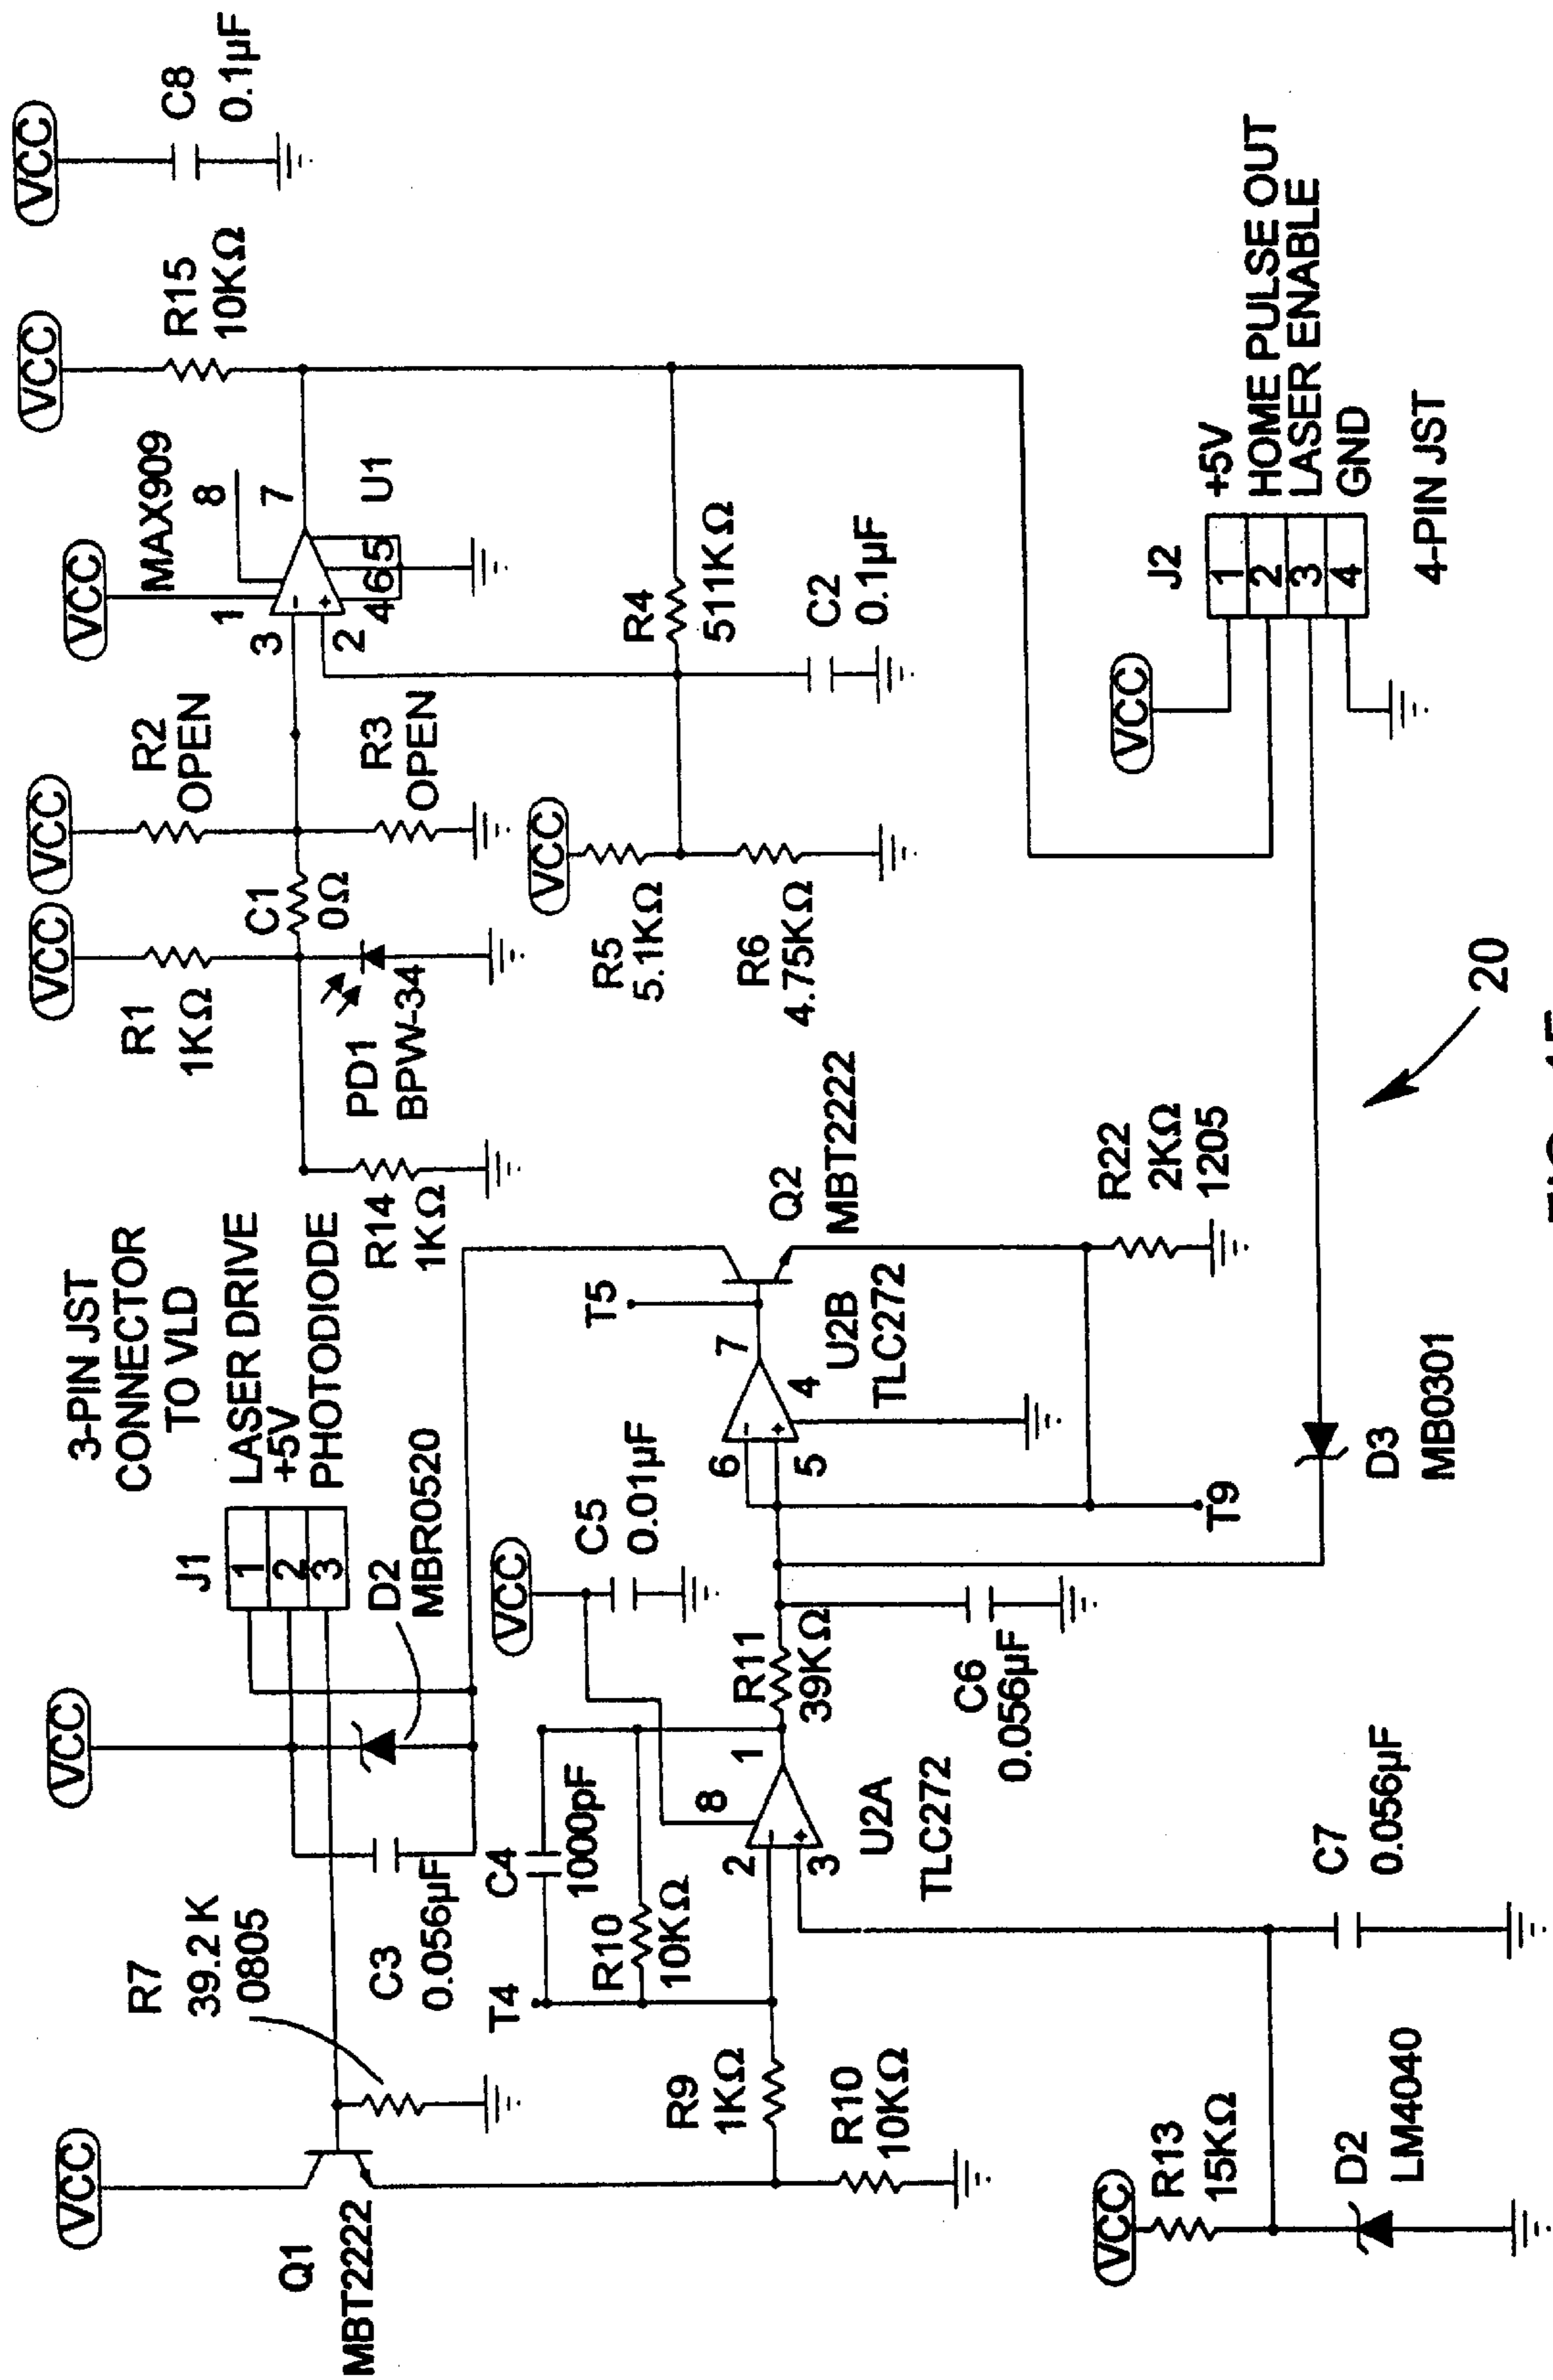 VCC
Q1
MBT2222
R7
39.2 K
0805
VCC
C3
0.056µF
D2
MBR0520
J1
1
2
3
3-PIN JST
CONNECTOR
TO VLD
LASER DRIVE
+5V
PHOTODIODE
R9
1KΩ
R10
10KΩ
T4
C4
1000pF
R10
10KΩ
2
3
8
1
U2A
TLC272
VCC
C5
0.01µF
R11
39KΩ
C6
0.056µF
6
5
7
4
U2B
TLC272
T5
Q2
MBT2222
T9
R22
2KΩ
1205
VCC
R13
15KΩ
D2
LM4040
C7
0.056µF
D3
MB0301
R14
1KΩ
VCC
R1
1KΩ
PD1
BPW-34
C1
0Ω
VCC
R2
OPEN
R3
OPEN
VCC
MAX909
1
3
2
8
7
4
6
5
U1
VCC
R15
10KΩ
VCC
C8
0.1µF
VCC
R5
5.1KΩ
R6
4.75KΩ
R4
511KΩ
C2
0.1µF
VCC
J2
1
2
3
4
+5V
HOME PULSE OUT
LASER ENABLE
GND
4-PIN JST
20